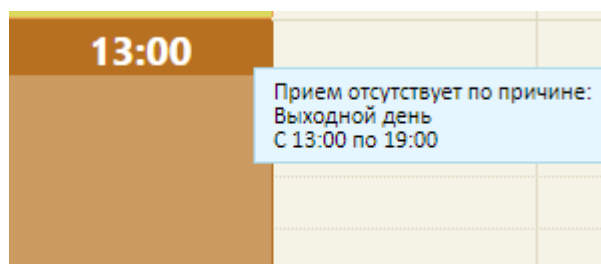 13:00
Прием отсутствует по причине:
Выходной день
С 13:00 по 19:00